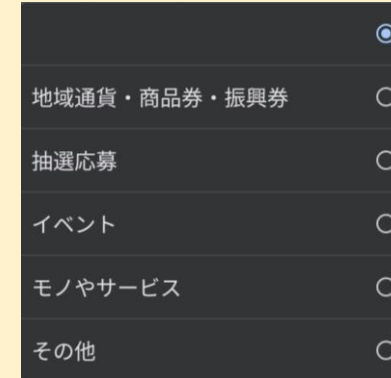 地域通貨・商品券・振興券
抽選応募
イベント
モノやサービス
その他